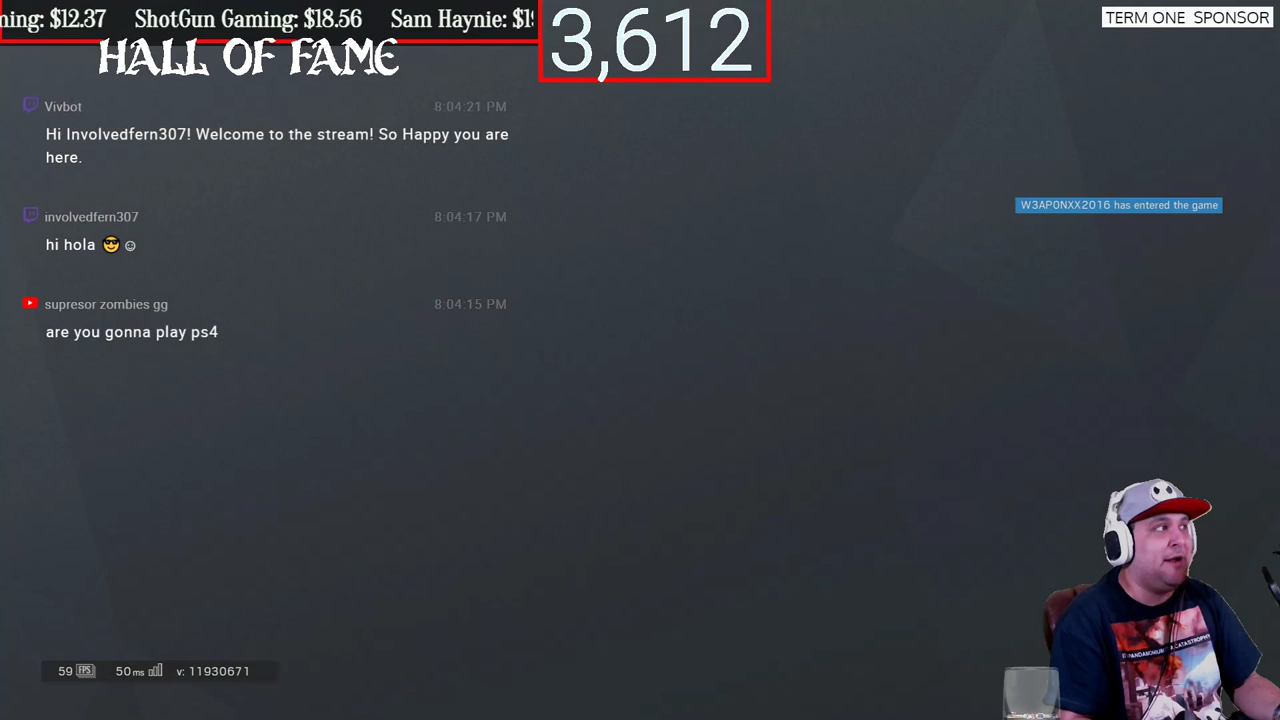 ning: $12.37 ShotGun Gaming: $18.56 Sam Haynie: $1
3,612
TERM ONE SPONSOR
HALL OF FAME
Vivbot 8:04:21 PM
Hi Involvedfern307! Welcome to the stream! So Happy you are
here.
W3AP0NXX2016 has entered the game
involvedfern307 8:04:17 PM
hi hola 😎 ☺
supresor zombies gg 8:04:15 PM
are you gonna play ps4
59 FPS 50ms v: 11930671